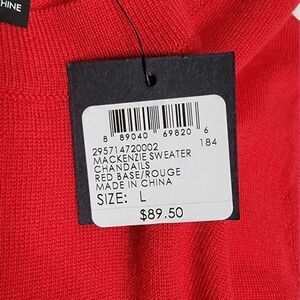 HINE
8 89040 69820 6
184
295714720002
MACKENZIE SWEATER
CHANDAILS
RED BASE/ROUGE
MADE IN CHINA
SIZE: L
$89.50